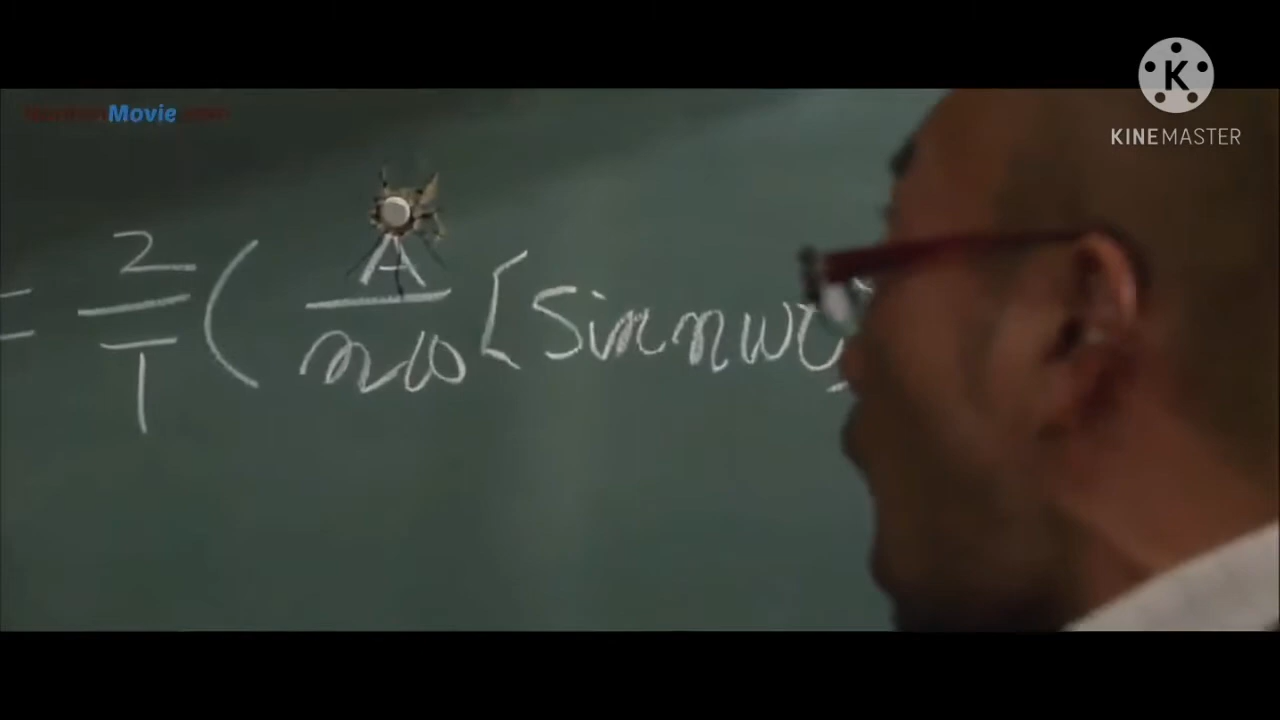 Movie
K
KINEMASTER
= 2/T ( A/nω [Sin nωt